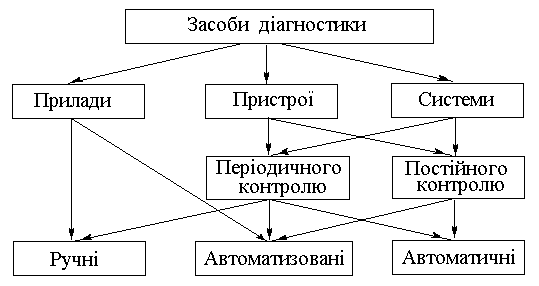 Засоби діагностики
Прилади
Пристрої
Системи
Періодичного
контролю
Постійного
контролю
Ручні
Автоматизовані
Автоматичні